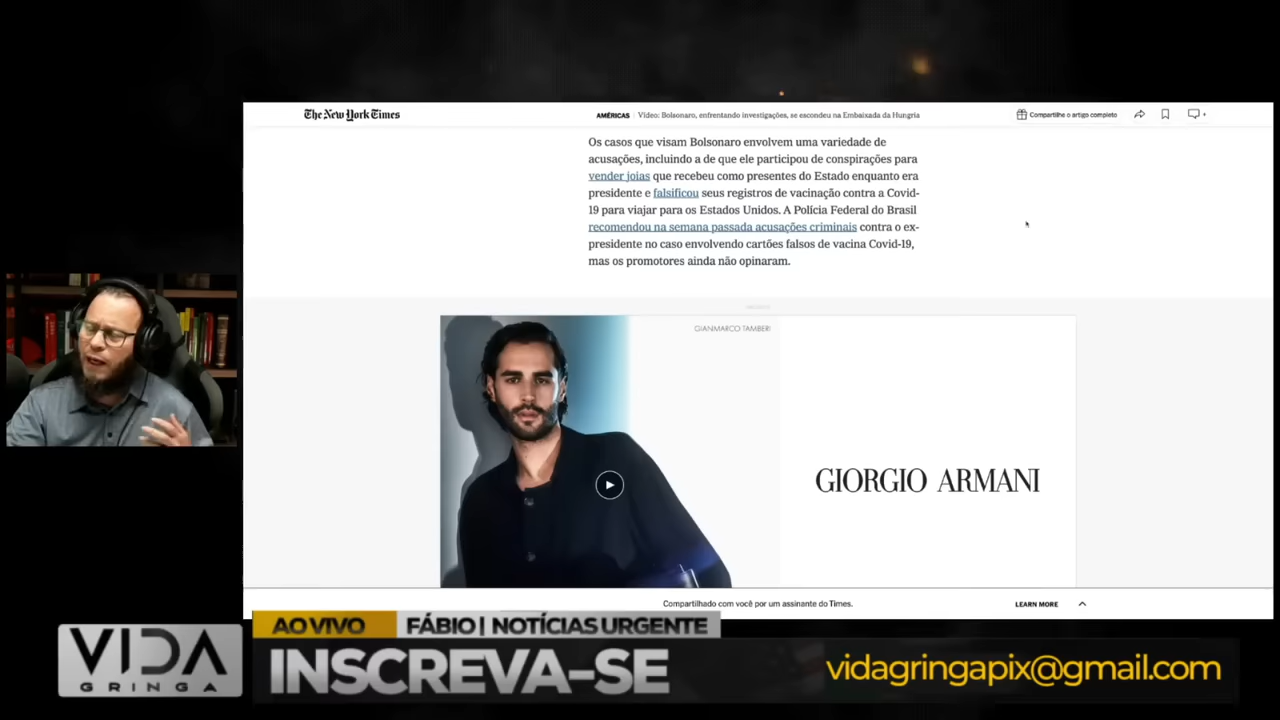 The New York Times
AMÉRICAS | Vídeo: Bolsonaro, enfrentando investigações, se escondeu na Embaixada da Hungria
Compartilhe o artigo completo
Os casos que visam Bolsonaro envolvem uma variedade de
acusações, incluindo a de que ele participou de conspirações para
vender joias que recebeu como presentes do Estado enquanto era
presidente e falsificou seus registros de vacinação contra a Covid-
19 para viajar para os Estados Unidos. A Polícia Federal do Brasil
recomendou na semana passada acusações criminais contra o ex-
presidente no caso envolvendo cartões falsos de vacina Covid-19,
mas os promotores ainda não opinaram.
GIANMARCO TAMBERI
GIORGIO ARMANI
Compartilhado com você por um assinante do Times.
LEARN MORE
AO VIVO
FÁBIO | NOTÍCIAS URGENTE
VIDA
GRINGA
INSCREVA-SE
vidagringapix@gmail.com